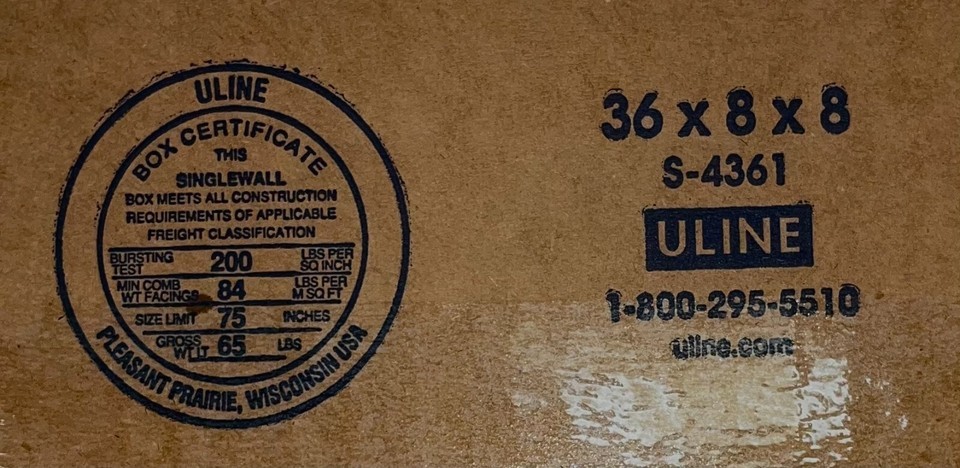 ULINE
BOX CERTIFICATE
THIS
SINGLEWALL
BOX MEETS ALL CONSTRUCTION
REQUIREMENTS OF APPLICABLE
FREIGHT CLASSIFICATION
BURSTING TEST 200 LBS PER SQ INCH
MIN COMB WT FACINGS 84 LBS PER M SQ FT
SIZE LIMIT 75 INCHES
GROSS WT LT 65 LBS
PLEASANT PRAIRIE, WISCONSIN USA
36 x 8 x 8
S-4361
ULINE
1-800-295-5510
uline.com